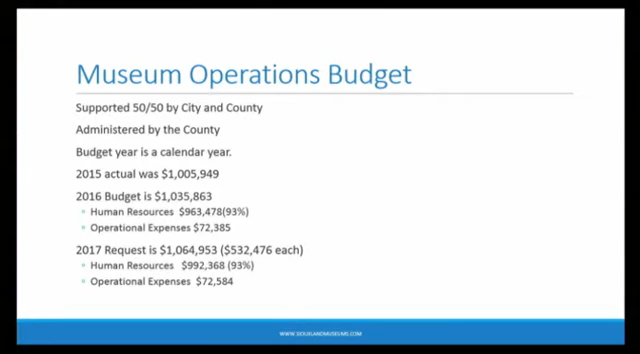 Museum Operations Budget
Supported 50/50 by City and County
Administered by the County
Budget year is a calendar year.
2015 actual was $1,005,949
2016 Budget is $1,035,863
Human Resources $963,478(93%)
Operational Expenses $72,385
2017 Request is $1,064,953 ($532,476 each)
Human Resources $992,368 (93%)
Operational Expenses $72,584
WWW.SIOUXLANDMUSEUMS.COM